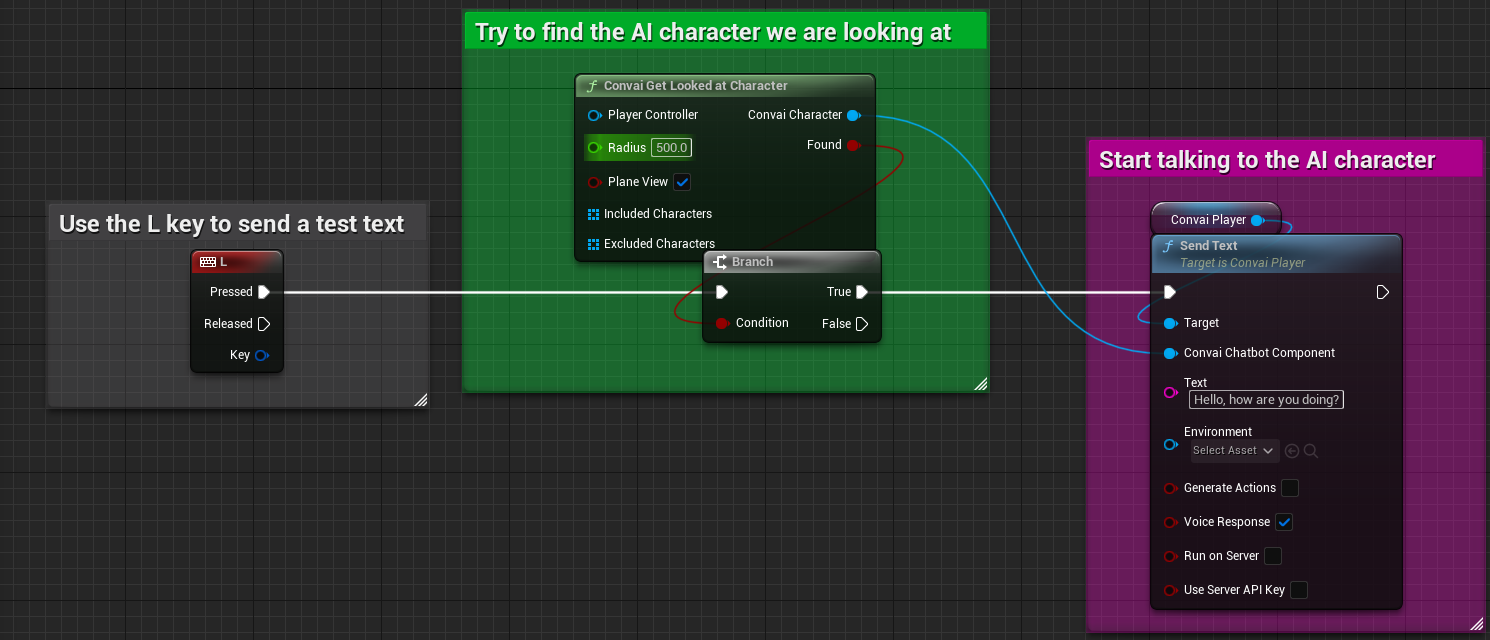 Try to find the AI character we are looking at
f Convai Get Looked at Character
Player Controller
Convai Character
Radius 500.0
Found
Plane View
Included Characters
Excluded Characters
Use the L key to send a test text
L
Pressed
Released
Key
Branch
True
Condition
False
Start talking to the AI character
Convai Player
f Send Text
Target is Convai Player
Target
Convai Chatbot Component
Text
Hello, how are you doing?
Environment
Select Asset
Generate Actions
Voice Response
Run on Server
Use Server API Key